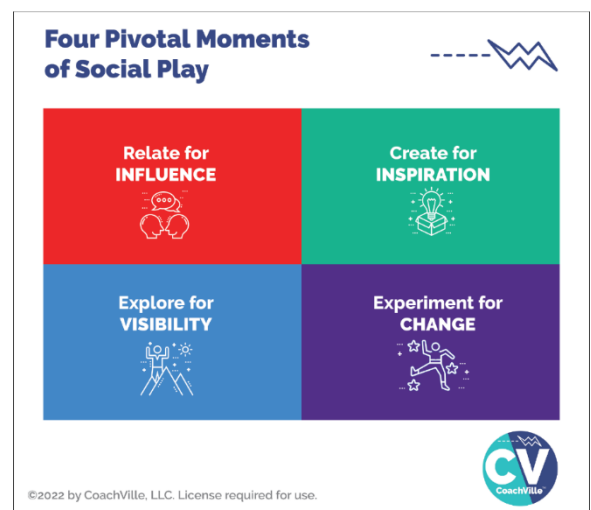 Four Pivotal Moments
of Social Play
Relate for
INFLUENCE
Create for
INSPIRATION
Explore for
VISIBILITY
Experiment for
CHANGE
CV
CoachVille
©2022 by CoachVille, LLC. License required for use.